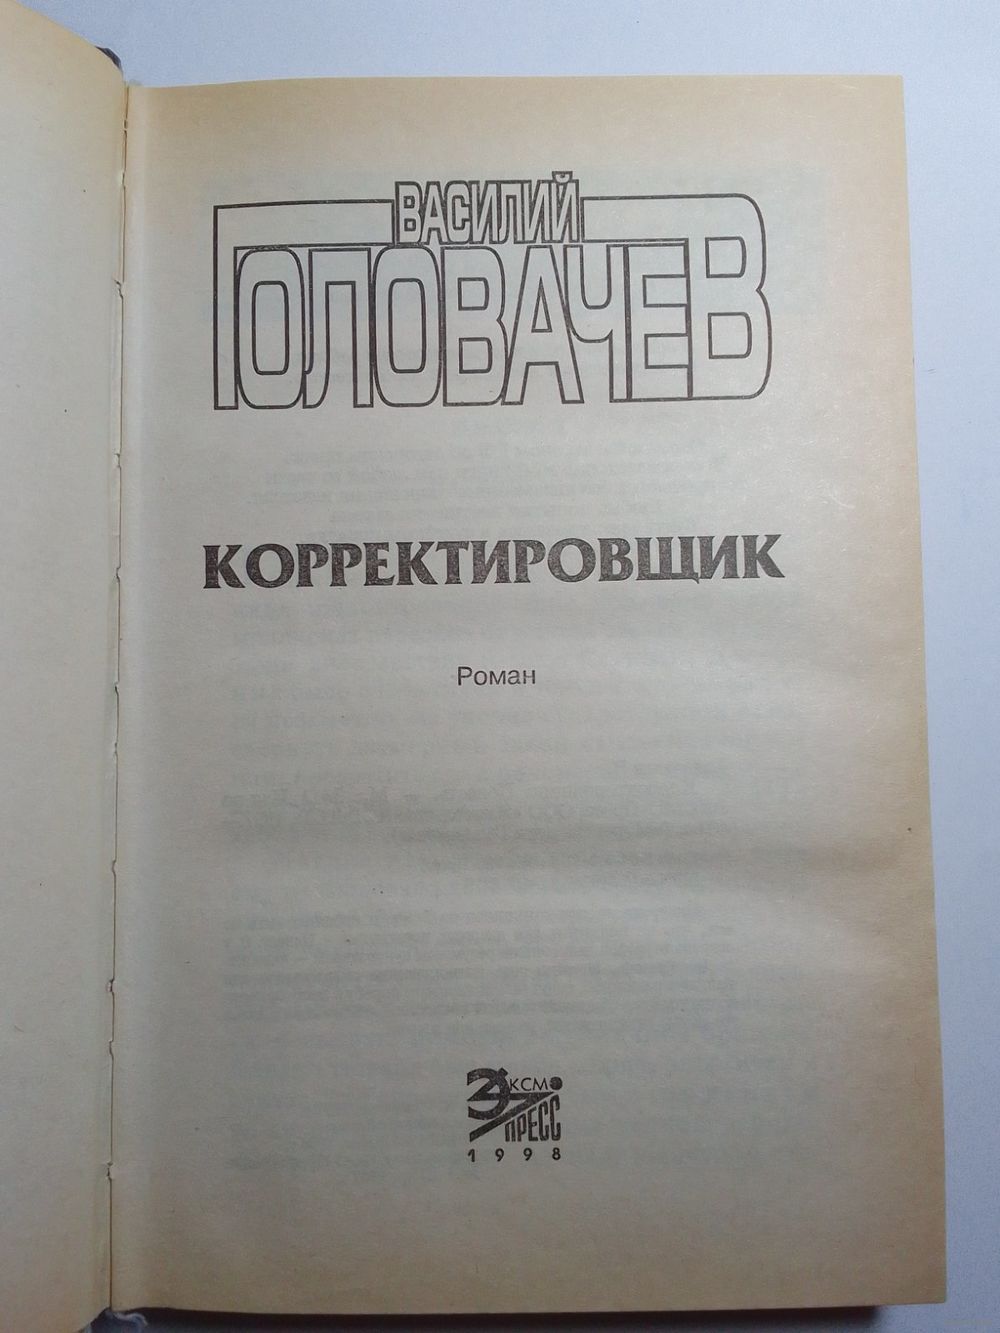 ВАСИЛИЙ
ГОЛОВАЧЕВ
КОРРЕКТИРОВЩИК
Роман
ЭКСМО
ПРЕСС
1998